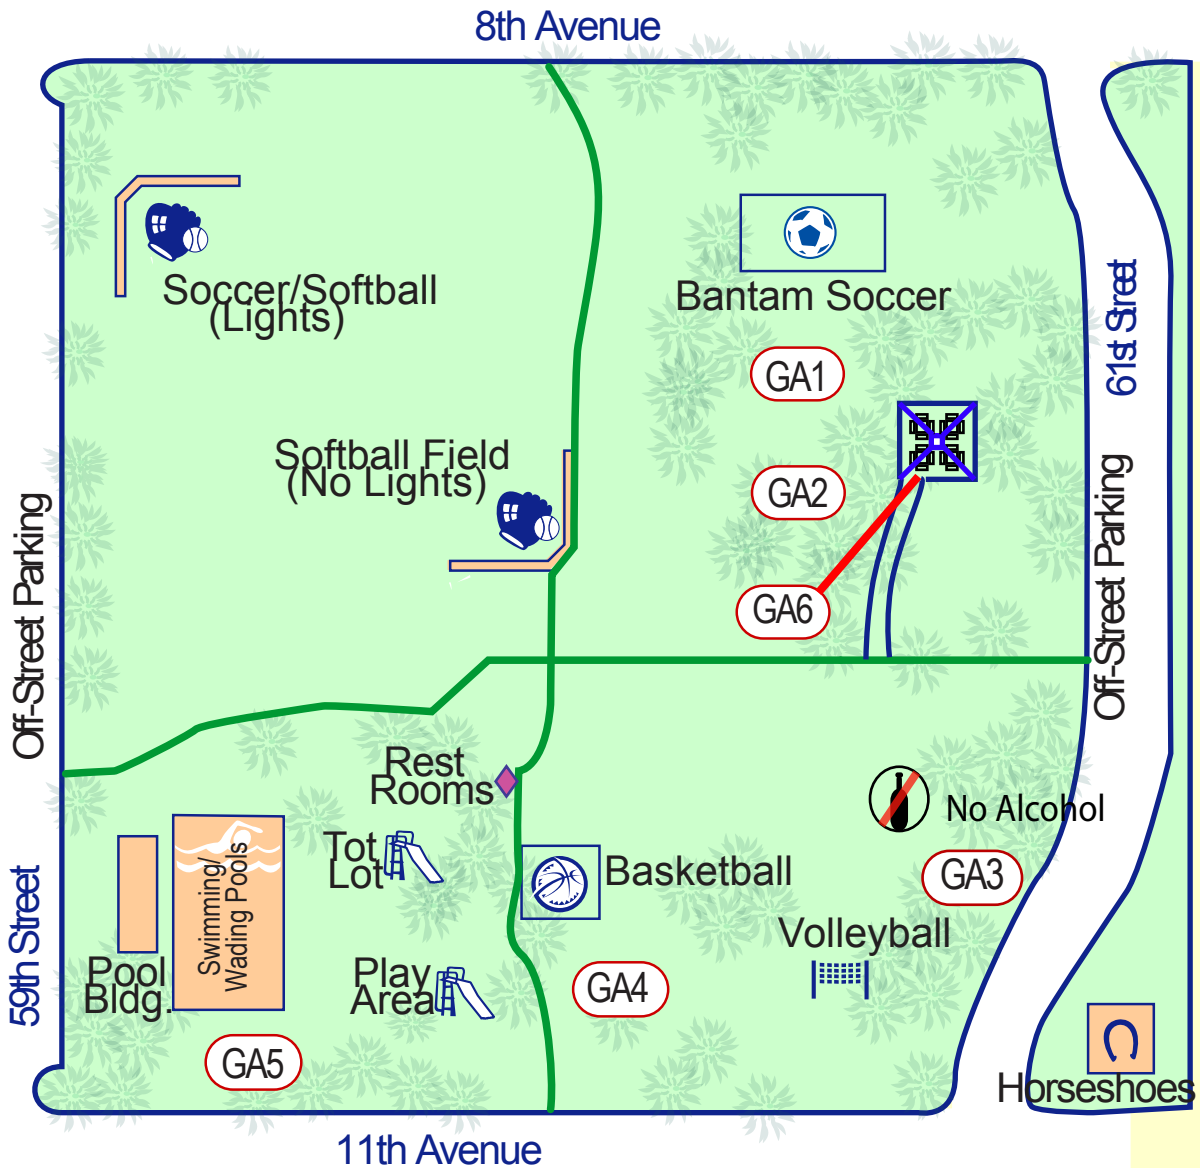 8th Avenue
Soccer/Softball
(Lights)
Bantam Soccer
61st Street
GA1
Softball Field
(No Lights)
GA2
Off-Street Parking
Off-Street Parking
GA6
Rest
Rooms
No Alcohol
Tot
Lot
Basketball
GA3
Swimming/
Wading Pools
59th Street
Volleyball
Pool
Bldg.
Play
Area
GA4
GA5
Horseshoes
11th Avenue